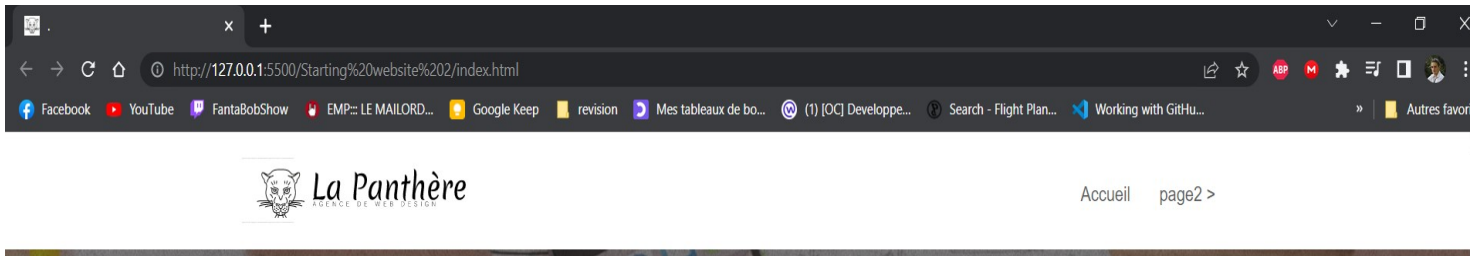 .
http://127.0.0.1:5500/Starting%20website%202/index.html
ABP M
Facebook YouTube FantaBobShow EMP::: LE MAILORD... Google Keep revision Mes tableaux de bo... (1) [OC] Developpe... Search - Flight Plan... Working with GitHu... » Autres favori
La Panthère
AGENCE DE WEB DESIGN
Accueil page2 >